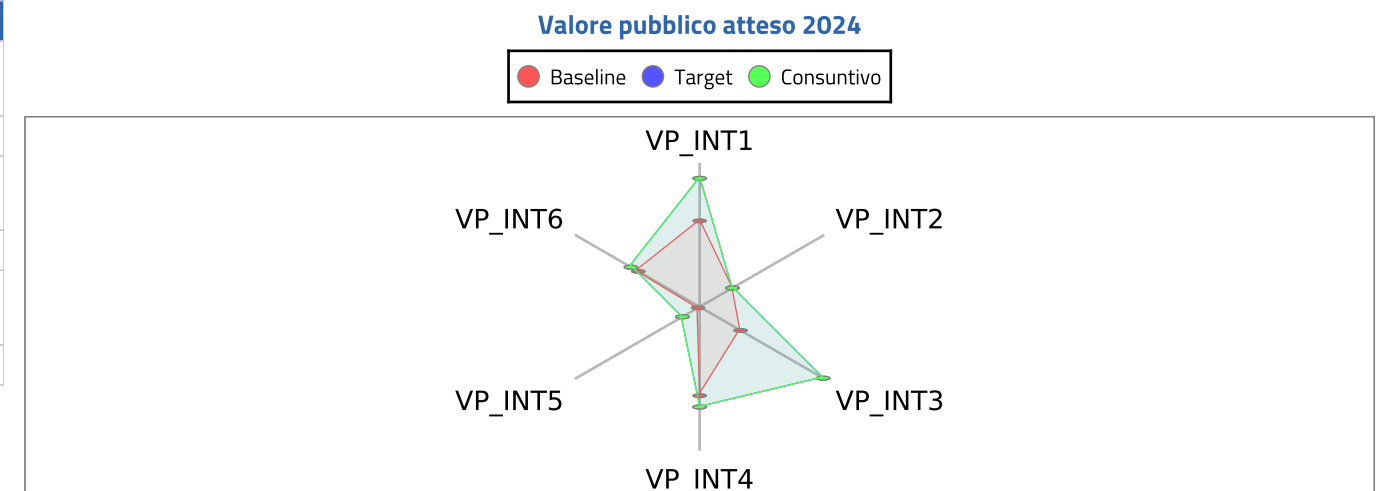 Valore pubblico atteso 2024
Baseline Target Consuntivo
VP_INT1
VP_INT6 VP_INT2
VP_INT5 VP_INT3
VP_INT4